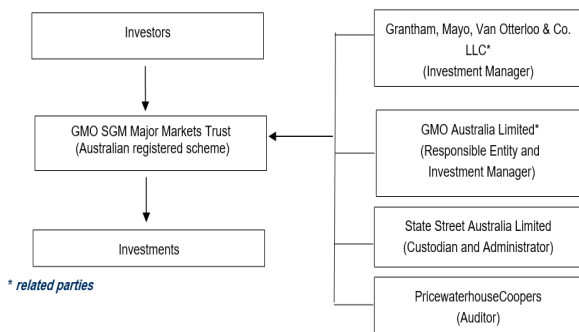 Investors
GMO SGM Major Markets Trust
(Australian registered scheme)
Investments
* related parties
Grantham, Mayo, Van Otterloo & Co.
LLC*
(Investment Manager)
GMO Australia Limited*
(Responsible Entity and
Investment Manager)
State Street Australia Limited
(Custodian and Administrator)
PricewaterhouseCoopers
(Auditor)